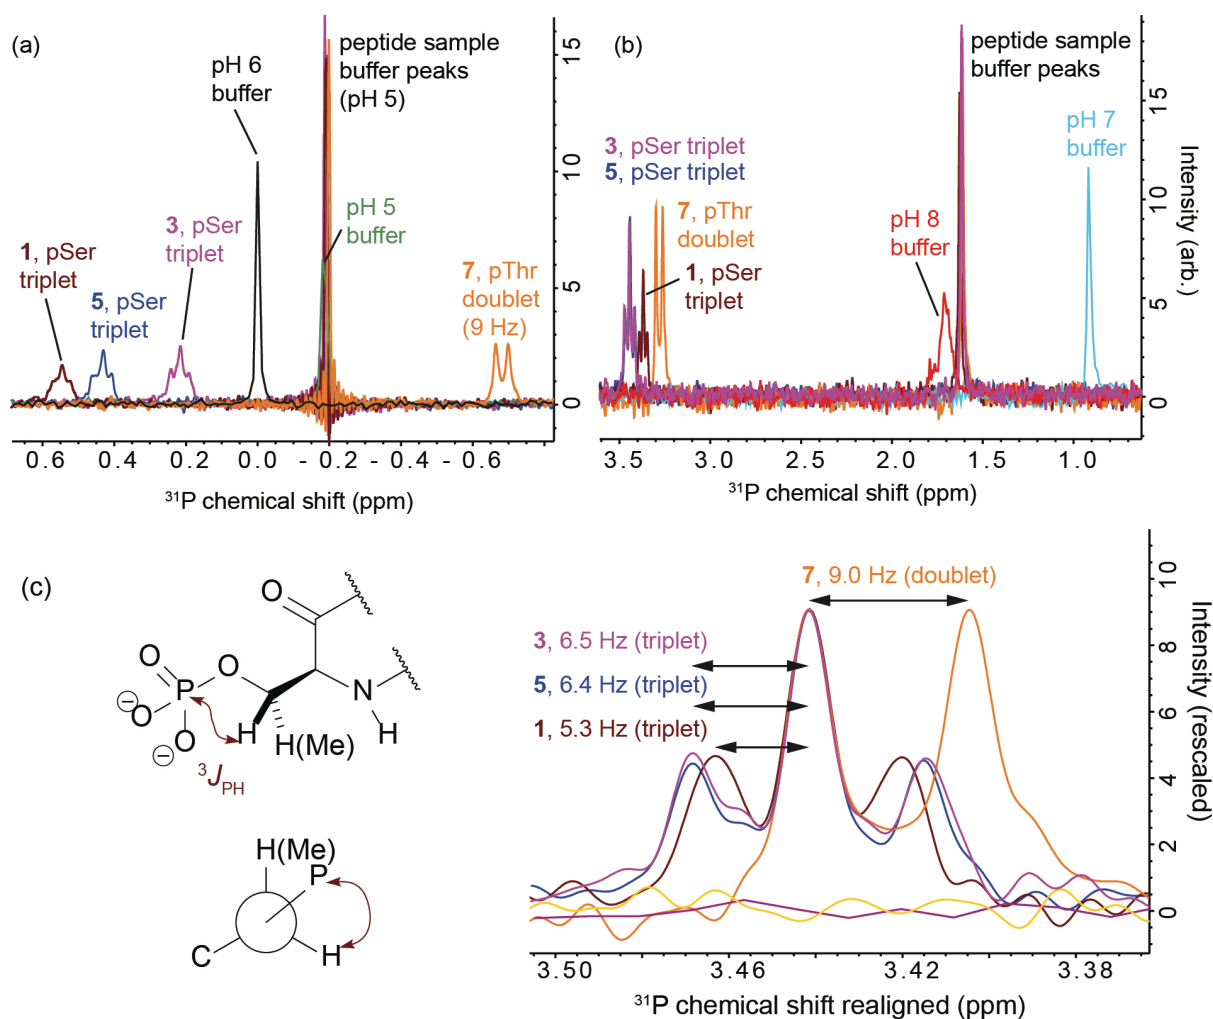 (a)
peptide sample
buffer peaks
(pH 5)
pH 6
buffer
pH 5
buffer
3, pSer
triplet
1, pSer
triplet
5, pSer
triplet
7, pThr
doublet
(9 Hz)
15
10
5
0
0.6 0.4 0.2 0.0 - 0.2 - 0.5 - 0.6
31P chemical shift (ppm)
(b)
peptide sample
buffer peaks
pH 7
buffer
3, pSer triplet
5, pSer triplet
7, pThr
doublet
1, pSer
triplet
pH 8
buffer
15
10
5
0
Intensity (arb.)
3.5 3.0 2.5 2.0 1.5 1.0
31P chemical shift (ppm)
(c)
O
O
P
O
O
O
N
H
H
H(Me)
3JPH
H(Me)
P
C
H
7, 9.0 Hz (doublet)
3, 6.5 Hz (triplet)
5, 6.4 Hz (triplet)
1, 5.3 Hz (triplet)
10
8
6
4
2
0
Intensity (rescaled)
3.50 3.46 3.42 3.38
31P chemical shift realigned (ppm)